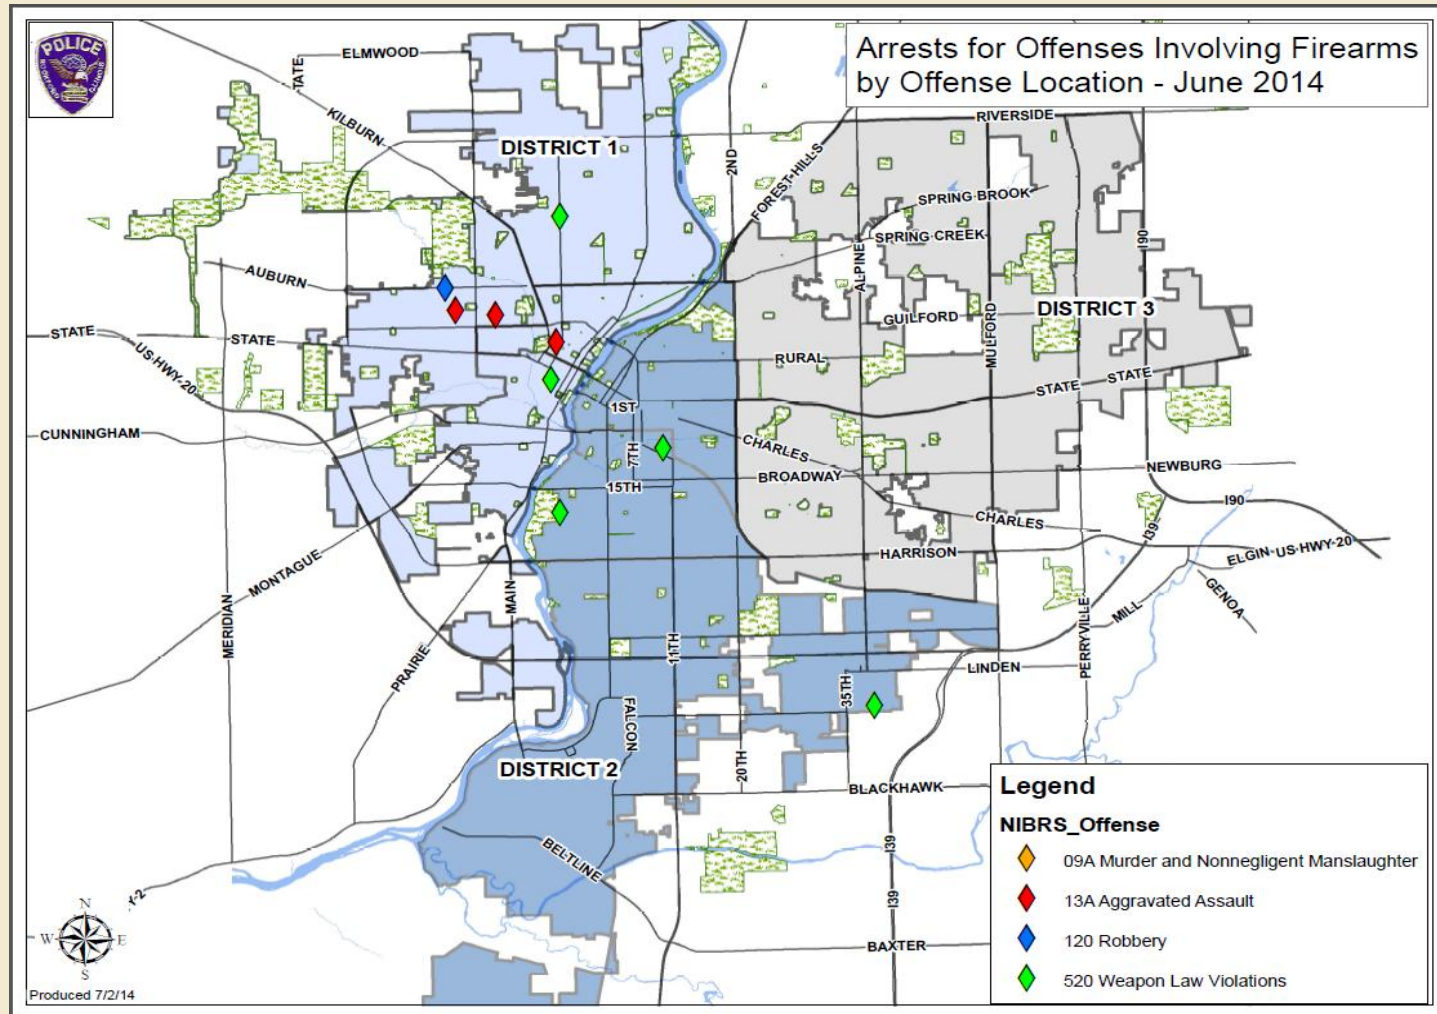 POLICE
ROCKFORD
ILLINOIS
Arrests for Offenses Involving Firearms
by Offense Location - June 2014
ELMWOOD
TATE
KILBURN
RIVERSIDE
DISTRICT 1
2ND
FOREST HILLS
SPRING BROOK
SPRING CREEK
ALPINE
I90
AUBURN
MULFORD
GUILFORD
DISTRICT 3
STATE
STATE
US HWY-20
RURAL
STATE
STATE
1ST
CUNNINGHAM
CHARLES
7TH
BROADWAY
NEWBURG
15TH
I90
CHARLES
I39
HARRISON
ELGIN US HWY-20
MONTAGUE
GENOA
MERIDIAN
MAIN
MILL
PERRYVILLE
11TH
PRAIRIE
LINDEN
35TH
FALCON
20TH
DISTRICT 2
BLACKHAWK
I39
BELTLINE
I39
BAXTER
Y-2
N
W
E
S
Produced 7/2/14
Legend
NIBRS_Offense
09A Murder and Nonnegligent Manslaughter
13A Aggravated Assault
120 Robbery
520 Weapon Law Violations